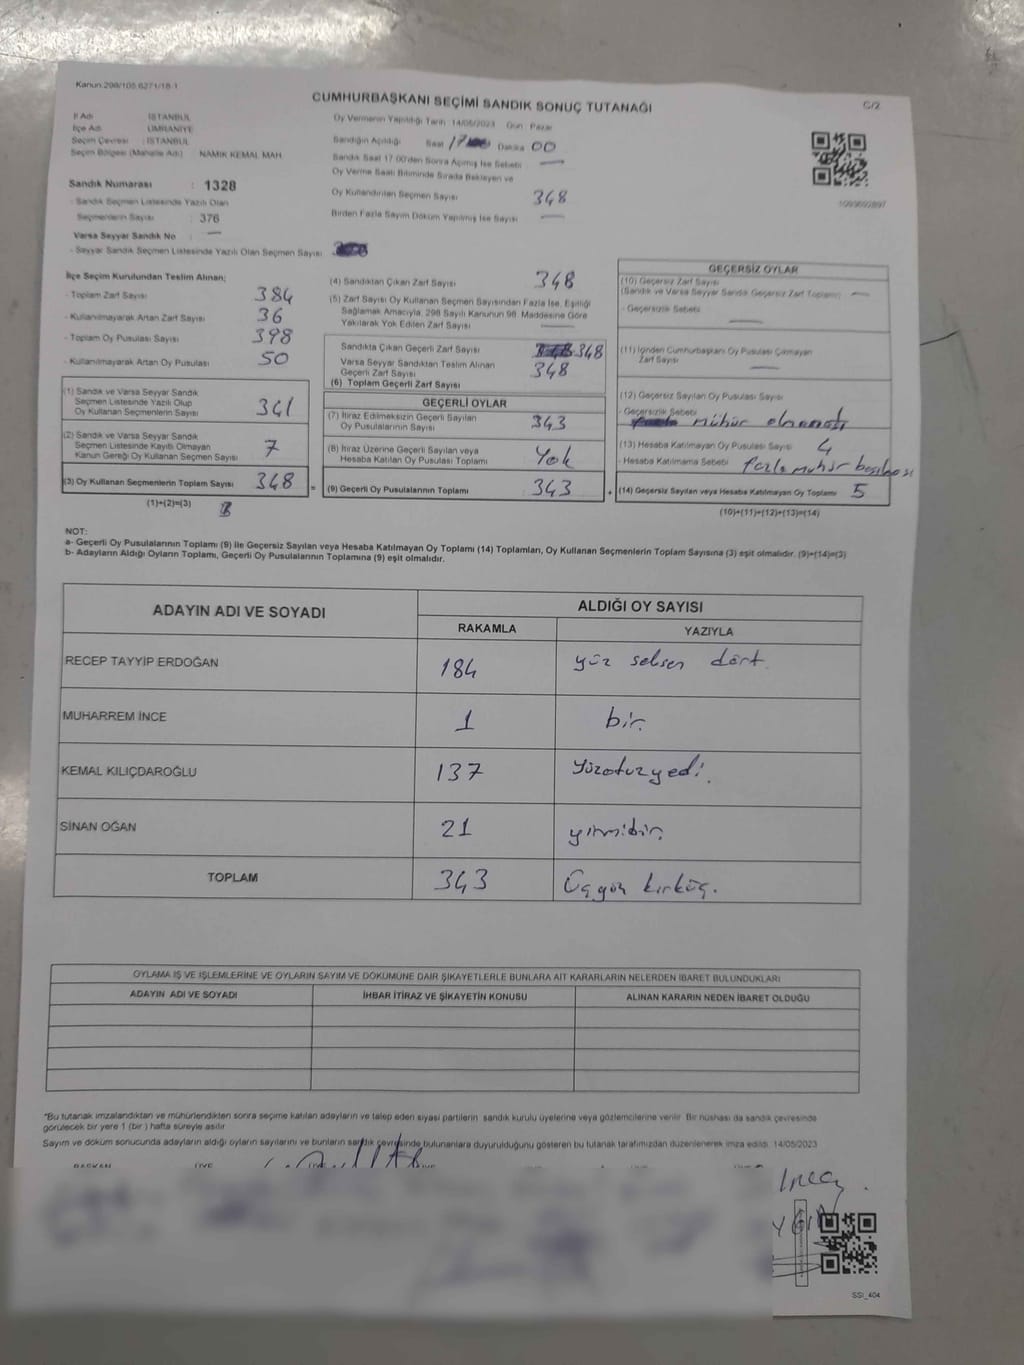 Kanun.298/105.6271/18-1
CUMHURBAŞKANI SEÇİMİ SANDIK SONUÇ TUTANAĞI
C/2
İl Adı : İSTANBUL
İlçe Adı : ÜMRANİYE
Seçim Çevresi : İSTANBUL
Seçim Bölgesi (Mahalle Adı) : NAMIK KEMAL MAH.
Sandık Numarası : 1328
- Sandık Seçmen Listesinde Yazılı Olan
Seçmenlerin Sayısı : 376
Varsa Seyyar Sandık No : —
- Seyyar Sandık Seçmen Listesinde Yazılı Olan Seçmen Sayısı :
Oy Vermenin Yapıldığı Tarih : 14/05/2023 Gün : Pazar
Sandığın Açıldığı Saat 17 Dakika 00
Sandık Saat 17.00'den Sonra Açılmış İse Sebebi : —
Oy Verme Saati Bitiminde Sırada Bekleyen ve
Oy Kullandırılan Seçmen Sayısı 348
Birden Fazla Sayım Döküm Yapılmış İse Sayısı —
1093692897
İlçe Seçim Kurulundan Teslim Alınan;
- Toplam Zarf Sayısı 384
- Kullanılmayarak Artan Zarf Sayısı 36
- Toplam Oy Pusulası Sayısı 398
- Kullanılmayarak Artan Oy Pusulası 50
(1) Sandık ve Varsa Seyyar Sandık
Seçmen Listesinde Yazılı Olup
Oy Kullanan Seçmenlerin Sayısı 341
(2) Sandık ve Varsa Seyyar Sandık
Seçmen Listesinde Kayıtlı Olmayan
Kanun Gereği Oy Kullanan Seçmen Sayısı 7
(3) Oy Kullanan Seçmenlerin Toplam Sayısı 348 =
(1)+(2)=(3)
(4) Sandıktan Çıkan Zarf Sayısı 348
(5) Zarf Sayısı Oy Kullanan Seçmen Sayısından Fazla İse, Eşitliği
Sağlamak Amacıyla, 298 Sayılı Kanunun 98. Maddesine Göre
Yakılarak Yok Edilen Zarf Sayısı —
Sandıkta Çıkan Geçerli Zarf Sayısı 348
Varsa Seyyar Sandıktan Teslim Alınan
Geçerli Zarf Sayısı 348
(6) Toplam Geçerli Zarf Sayısı
GEÇERLİ OYLAR
(7) İtiraz Edilmeksizin Geçerli Sayılan
Oy Pusulalarının Sayısı 343
(8) İtiraz Üzerine Geçerli Sayılan veya
Hesaba Katılan Oy Pusulası Toplamı Yok
(9) Geçerli Oy Pusulalarının Toplamı 343 +
GEÇERSİZ OYLAR
(10) Geçersiz Zarf Sayısı
(Sandık ve Varsa Seyyar Sandık Geçersiz Zarf Toplamı) —
- Geçersizlik Sebebi : —
(11) İçinden Cumhurbaşkanı Oy Pusulası Çıkmayan
Zarf Sayısı —
(12) Geçersiz Sayılan Oy Pusulası Sayısı
- Geçersizlik Sebebi : mühür olmaması
(13) Hesaba Katılmayan Oy Pusulası Sayısı 4
- Hesaba Katılmama Sebebi : fazla mühür basılması
(14) Geçersiz Sayılan veya Hesaba Katılmayan Oy Toplamı 5
(10)+(11)+(12)+(13)=(14)
NOT:
a- Geçerli Oy Pusulalarının Toplamı (9) ile Geçersiz Sayılan veya Hesaba Katılmayan Oy Toplamı (14) Toplamları, Oy Kullanan Seçmenlerin Toplam Sayısına (3) eşit olmalıdır. (9)+(14)=(3)
b- Adayların Aldığı Oyların Toplamı, Geçerli Oy Pusulalarının Toplamına (9) eşit olmalıdır.
ADAYIN ADI VE SOYADI ALDIĞI OY SAYISI
RAKAMLA YAZIYLA
RECEP TAYYİP ERDOĞAN 184 yüz seksen dört
MUHARREM İNCE 1 bir.
KEMAL KILIÇDAROĞLU 137 Yüzotuzyedi.
SİNAN OĞAN 21 yirmibir.
TOPLAM 343 Üçyüz kırküç.
OYLAMA İŞ VE İŞLEMLERİNE VE OYLARIN SAYIM VE DÖKÜMÜNE DAİR ŞİKAYETLERLE BUNLARA AİT KARARLARIN NELERDEN İBARET BULUNDUKLARI
ADAYIN ADI VE SOYADI İHBAR İTİRAZ VE ŞİKAYETİN KONUSU ALINAN KARARIN NEDEN İBARET OLDUĞU
*Bu tutanak imzalandıktan ve mühürlendikten sonra seçime katılan adayların ve talep eden siyasi partilerin sandık kurulu üyelerine veya gözlemcilerine verilir. Bir nüshası da sandık çevresinde
görülecek bir yere 1 (bir) hafta süreyle asılır
Sayım ve döküm sonucunda adayların aldığı oyların sayılarını ve bunların sandık çevresinde bulunanlara duyurulduğunu gösteren bu tutanak tarafımızdan düzenlenerek imza edildi. 14/05/2023
BAŞKAN ÜYE
SSI_404